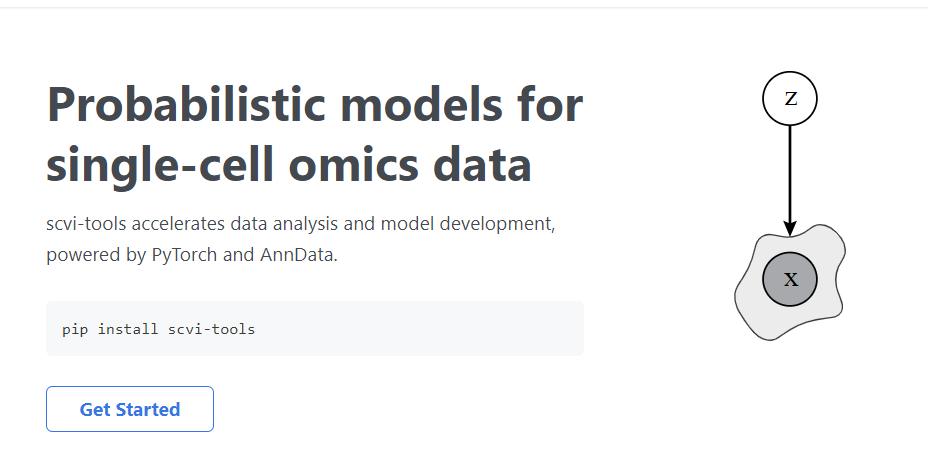 Probabilistic models for
single-cell omics data
scvi-tools accelerates data analysis and model development,
powered by PyTorch and AnnData.
pip install scvi-tools
Get Started
z
x